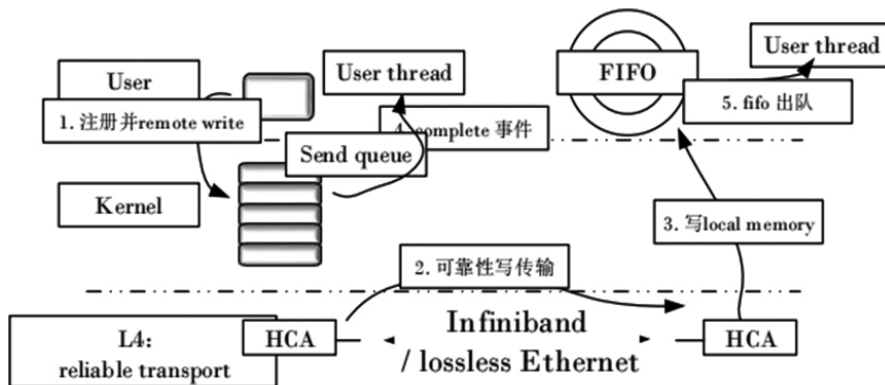 User thread
User
User thread
FIFO
5. fifo 出队
1. 注册并remote write
4. complete 事件
Send queue
Kernel
3. 写local memory
2. 可靠性写传输
L4:
reliable transport
HCA
Infiniband
/ lossless Ethernet
HCA